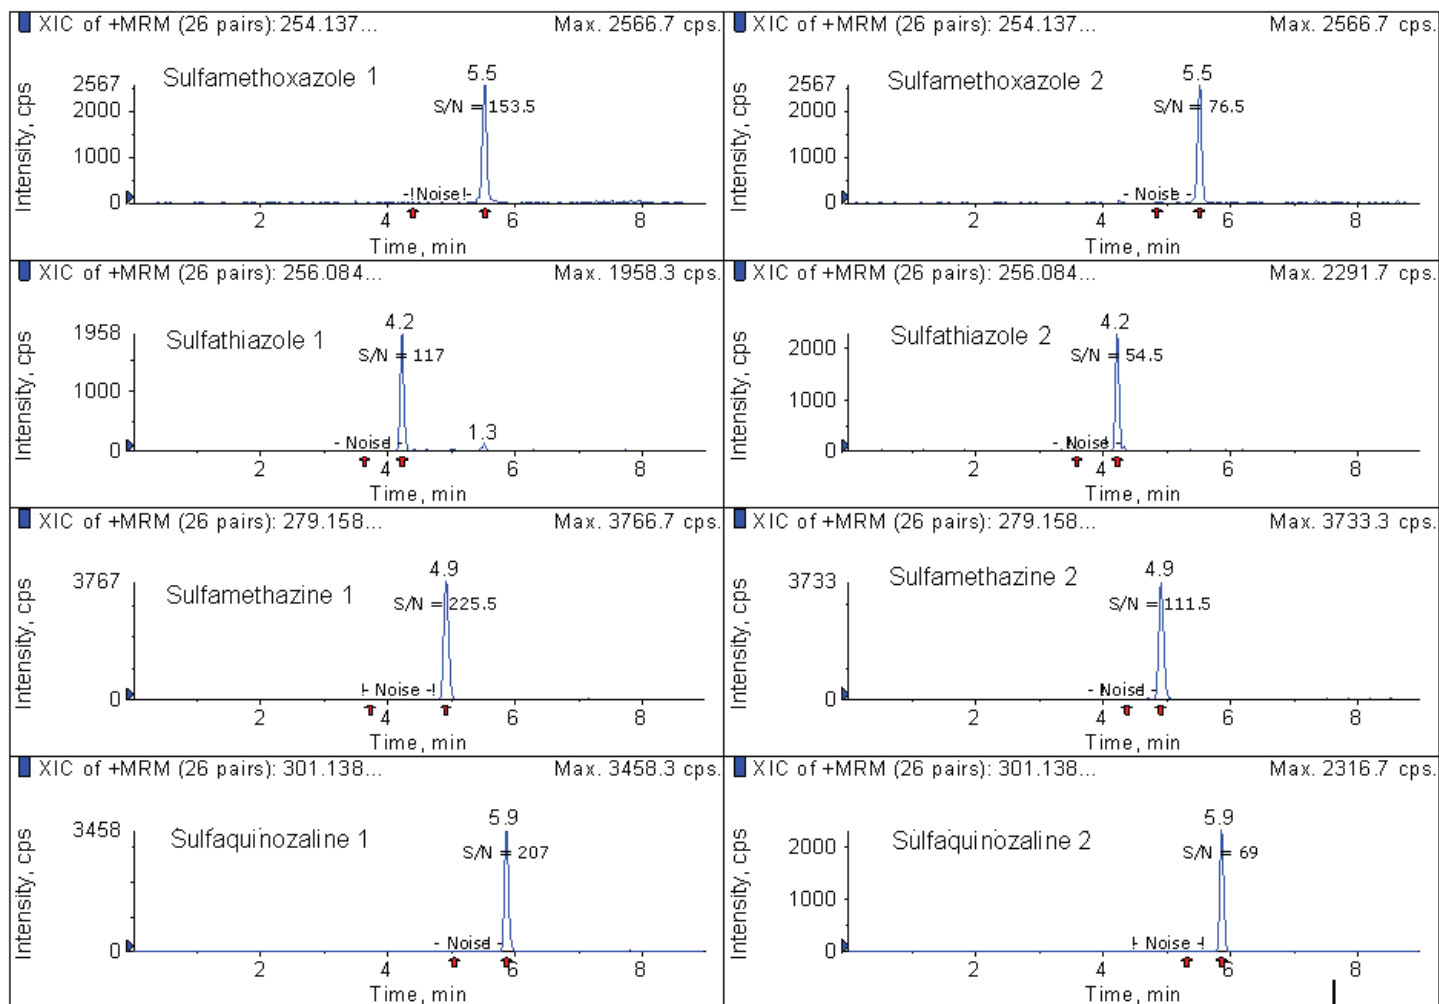 XIC of +MRM (26 pairs): 254.137... Max. 2566.7 cps.
Intensity, cps
2567
2000
1000
0
Sulfamethoxazole 1
5.5
S/N = 153.5
-!Noise!-
2 4 6 8
Time, min
XIC of +MRM (26 pairs): 254.137... Max. 2566.7 cps.
Intensity, cps
2567
2000
1000
0
Sulfamethoxazole 2
5.5
S/N = 76.5
- Noise -
2 4 6 8
Time, min
XIC of +MRM (26 pairs): 256.084... Max. 1958.3 cps.
Intensity, cps
1958
1000
0
Sulfathiazole 1
4.2
S/N = 117
- Noise -
1.3
2 4 6 8
Time, min
XIC of +MRM (26 pairs): 256.084... Max. 2291.7 cps.
Intensity, cps
2000
1000
0
Sulfathiazole 2
4.2
S/N = 54.5
- Noise -
2 4 6 8
Time, min
XIC of +MRM (26 pairs): 279.158... Max. 3766.7 cps.
Intensity, cps
3767
0
Sulfamethazine 1
4.9
S/N = 225.5
!- Noise -!
2 4 6 8
Time, min
XIC of +MRM (26 pairs): 279.158... Max. 3733.3 cps.
Intensity, cps
3733
0
Sulfamethazine 2
4.9
S/N = 111.5
- Noise -
2 4 6 8
Time, min
XIC of +MRM (26 pairs): 301.138... Max. 3458.3 cps.
Intensity, cps
3458
0
Sulfaquinozaline 1
5.9
S/N = 207
- Noise -
2 4 6 8
Time, min
XIC of +MRM (26 pairs): 301.138... Max. 2316.7 cps.
Intensity, cps
2000
1000
0
Sulfaquinozaline 2
5.9
S/N = 69
!- Noise -!
2 4 6 8
Time, min